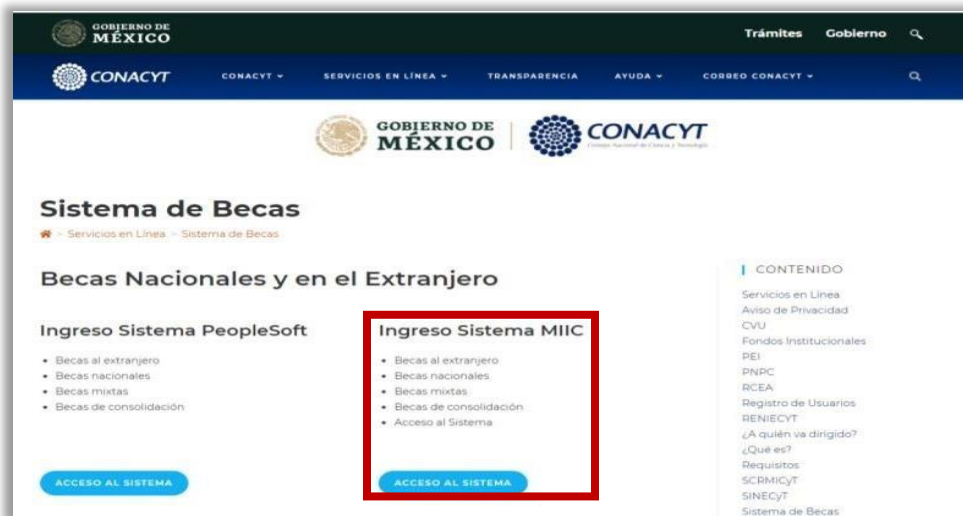 GOBIERNO DE
MÉXICO
Trámites Gobierno
CONACYT
CONACYT SERVICIOS EN LÍNEA TRANSPARENCIA AYUDA CORREO CONACYT
GOBIERNO DE
MÉXICO
CONACYT
Consejo Nacional de Ciencia y Tecnología
Sistema de Becas
> Servicios en Línea > Sistema de Becas
Becas Nacionales y en el Extranjero
Ingreso Sistema PeopleSoft
• Becas al extranjero
• Becas nacionales
• Becas mixtas
• Becas de consolidación
ACCESO AL SISTEMA
Ingreso Sistema MIIC
• Becas al extranjero
• Becas nacionales
• Becas mixtas
• Becas de consolidación
• Acceso al Sistema
ACCESO AL SISTEMA
CONTENIDO
Servicios en Línea
Aviso de Privacidad
CVU
Fondos Institucionales
PEI
PNPC
RCEA
Registro de Usuarios
RENIECYT
¿A quién va dirigido?
¿Qué es?
Requisitos
SCRMICyT
SINECyT
Sistema de Becas